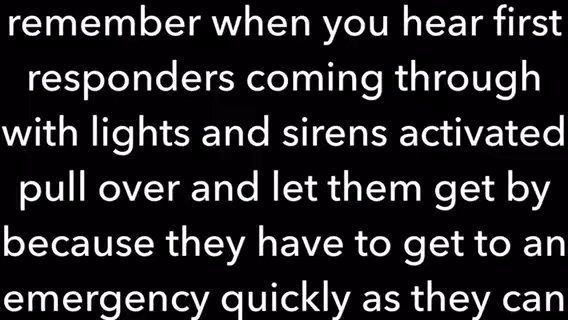 remember when you hear first
responders coming through
with lights and sirens activated
pull over and let them get by
because they have to get to an
emergency quickly as they can